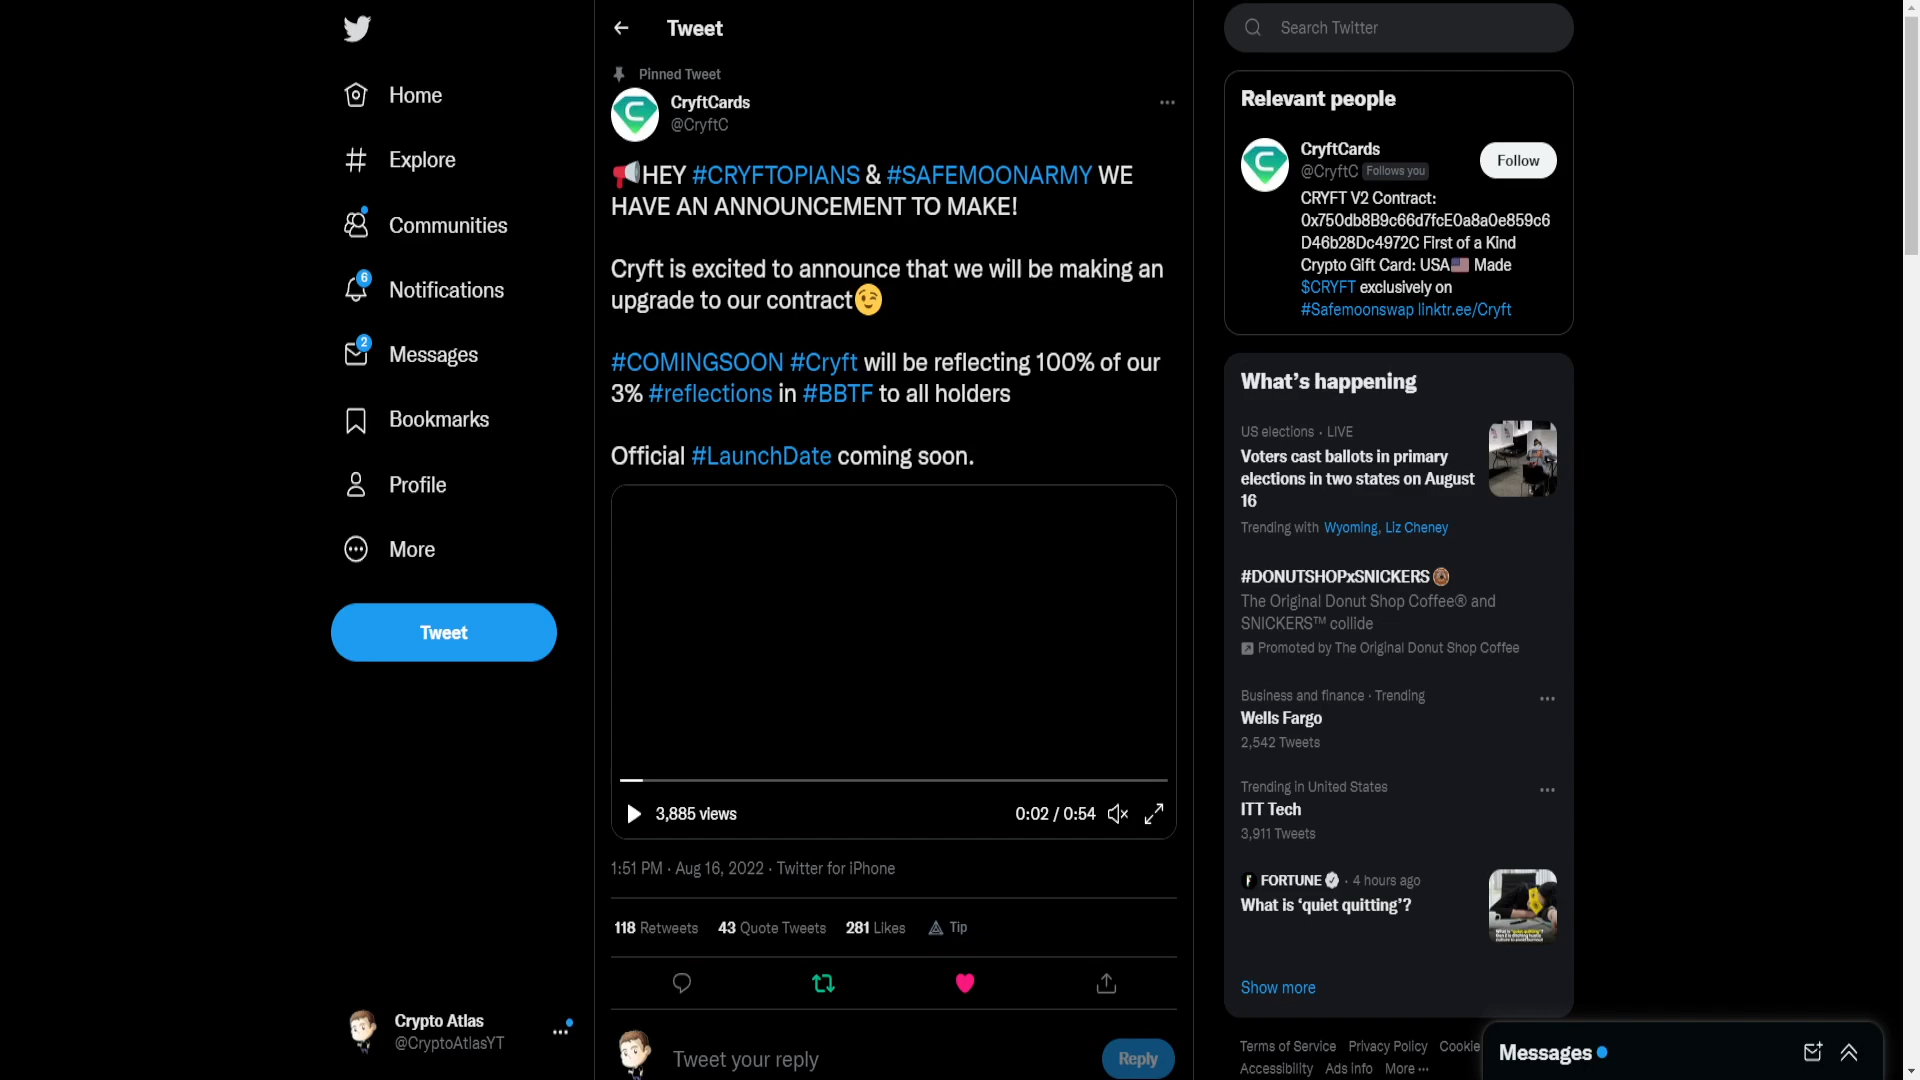 Home
Explore
Communities
6
Notifications
2
Messages
Bookmarks
Profile
More
Tweet
Crypto Atlas
@CryptoAtlasYT
Tweet
Pinned Tweet
CryftCards
@CryftC
HEY #CRYFTOPIANS & #SAFEMOONARMY WE
HAVE AN ANNOUNCEMENT TO MAKE!
Cryft is excited to announce that we will be making an
upgrade to our contract😉
#COMINGSOON #Cryft will be reflecting 100% of our
3% #reflections in #BBTF to all holders
Official #LaunchDate coming soon.
3,885 views
0:02 / 0:54
1:51 PM · Aug 16, 2022 · Twitter for iPhone
118 Retweets 43 Quote Tweets 281 Likes Tip
Tweet your reply
Reply
Search Twitter
Relevant people
CryftCards
@CryftC Follows you
Follow
CRYFT V2 Contract:
0x750db8B9c66d7fcE0a8a0e859c6
D46b28Dc4972C First of a Kind
Crypto Gift Card: USA🇺🇸 Made
$CRYFT exclusively on
#Safemoonswap linktr.ee/Cryft
What's happening
US elections · LIVE
Voters cast ballots in primary
elections in two states on August
16
Trending with Wyoming, Liz Cheney
#DONUTSHOPxSNICKERS
The Original Donut Shop Coffee® and
SNICKERS™ collide
Promoted by The Original Donut Shop Coffee
Business and finance · Trending
Wells Fargo
2,542 Tweets
Trending in United States
ITT Tech
3,911 Tweets
FORTUNE · 4 hours ago
What is 'quiet quitting'?
Show more
Terms of Service Privacy Policy Cookie
Accessibility Ads info More ···
Messages